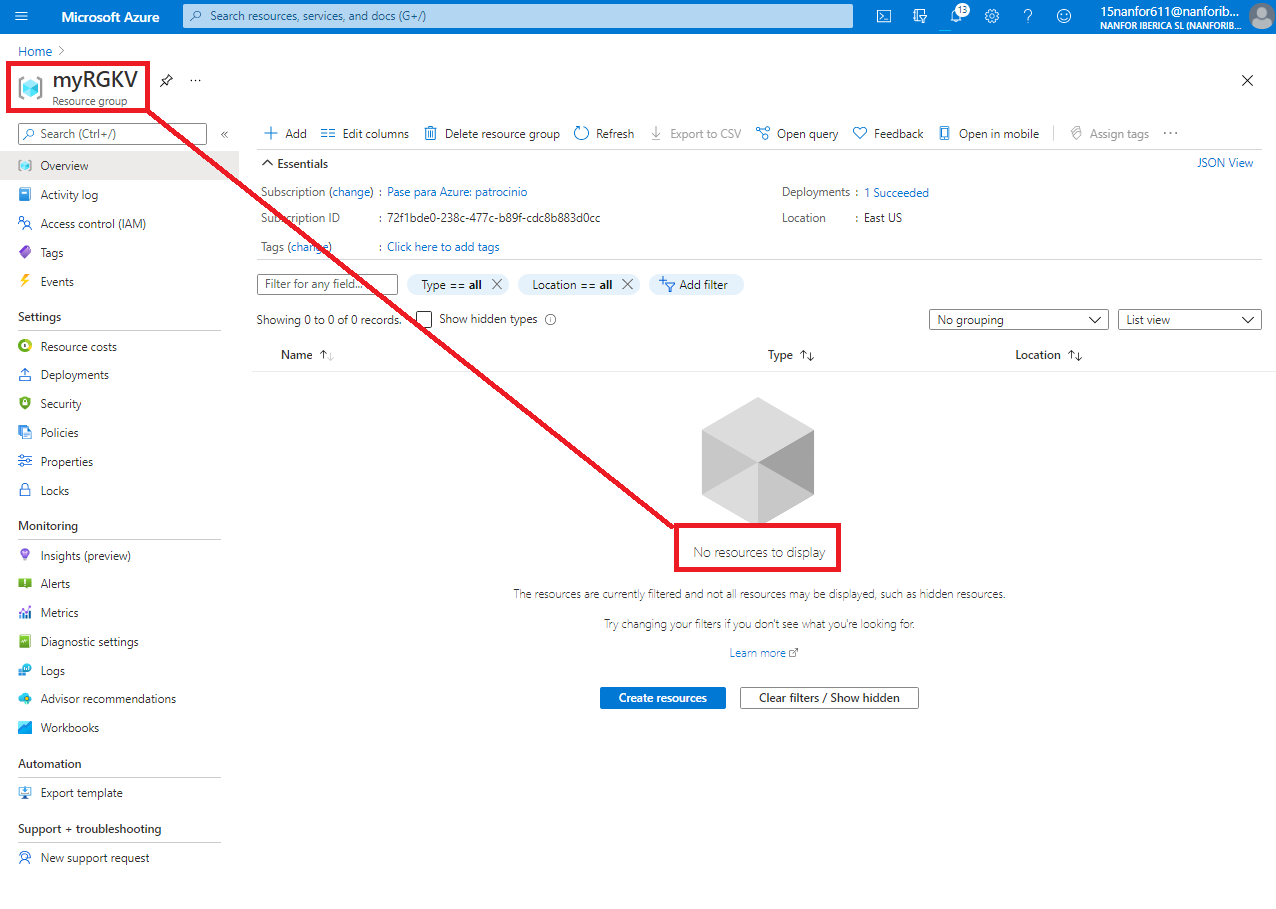 Microsoft Azure
Search resources, services, and docs (G+/)
13
15nanfor611@nanforib...
NANFOR IBERICA SL (NANFORIB...
Home
myRGKV
Resource group
Search (Ctrl+/)
Overview
Activity log
Access control (IAM)
Tags
Events
Settings
Resource costs
Deployments
Security
Policies
Properties
Locks
Monitoring
Insights (preview)
Alerts
Metrics
Diagnostic settings
Logs
Advisor recommendations
Workbooks
Automation
Export template
Support + troubleshooting
New support request
Add Edit columns Delete resource group Refresh Export to CSV Open query Feedback Open in mobile Assign tags ...
Essentials
JSON View
Subscription (change) : Pase para Azure: patrocinio
Deployments : 1 Succeeded
Subscription ID : 72f1bde0-238c-477c-b89f-cdc8b883d0cc
Location : East US
Tags (change) : Click here to add tags
Filter for any field... Type == all Location == all Add filter
Showing 0 to 0 of 0 records. Show hidden types
No grouping List view
Name Type Location
No resources to display
The resources are currently filtered and not all resources may be displayed, such as hidden resources.
Try changing your filters if you don't see what you're looking for.
Learn more
Create resources Clear filters / Show hidden